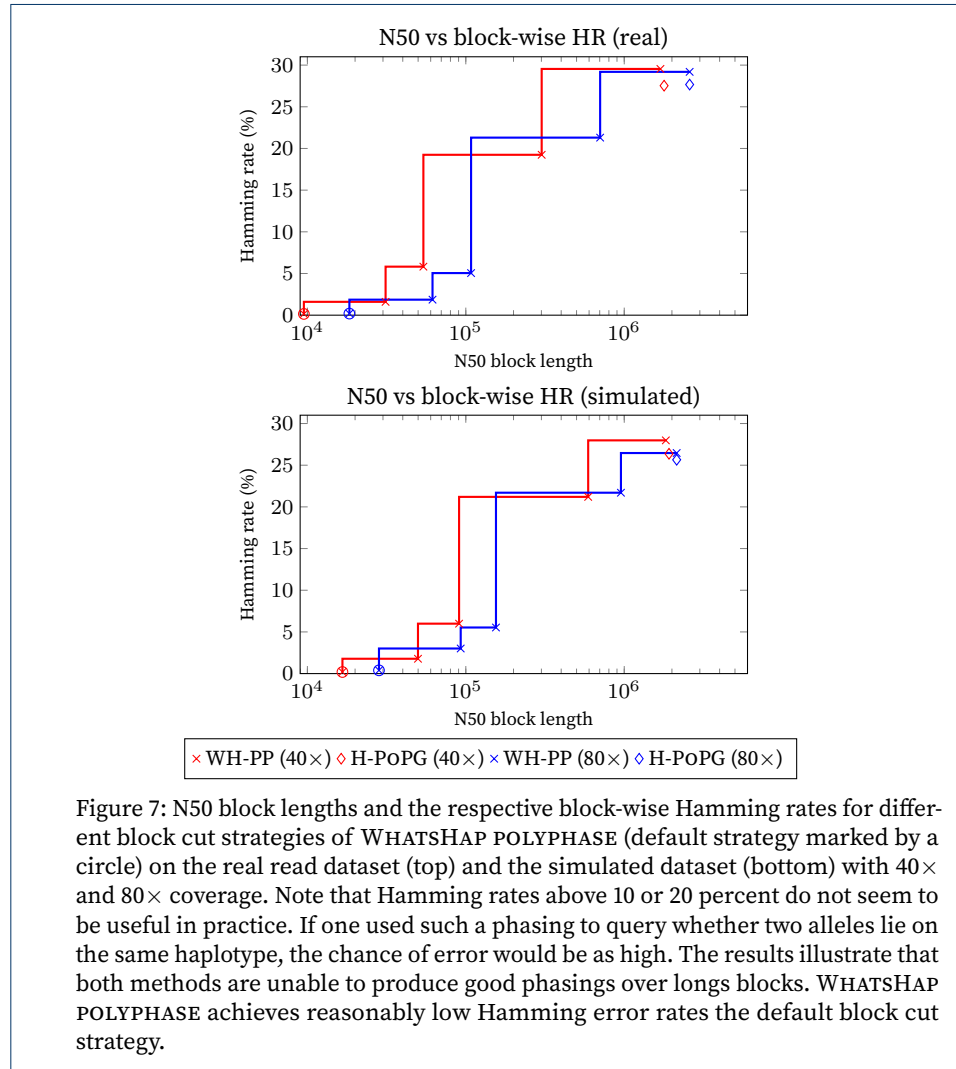 N50 vs block-wise HR (real)
30
25
20
15
10
5
0
Hamming rate (%)
10^4 10^5 10^6
N50 block length
N50 vs block-wise HR (simulated)
30
25
20
15
10
5
0
Hamming rate (%)
10^4 10^5 10^6
N50 block length
× WH-PP (40×) ◇ H-PoPG (40×) × WH-PP (80×) ◇ H-PoPG (80×)
Figure 7: N50 block lengths and the respective block-wise Hamming rates for differ-
ent block cut strategies of WHATSHAP POLYPHASE (default strategy marked by a
circle) on the real read dataset (top) and the simulated dataset (bottom) with 40×
and 80× coverage. Note that Hamming rates above 10 or 20 percent do not seem to
be useful in practice. If one used such a phasing to query whether two alleles lie on
the same haplotype, the chance of error would be as high. The results illustrate that
both methods are unable to produce good phasings over longs blocks. WHATSHAP
POLYPHASE achieves reasonably low Hamming error rates the default block cut
strategy.